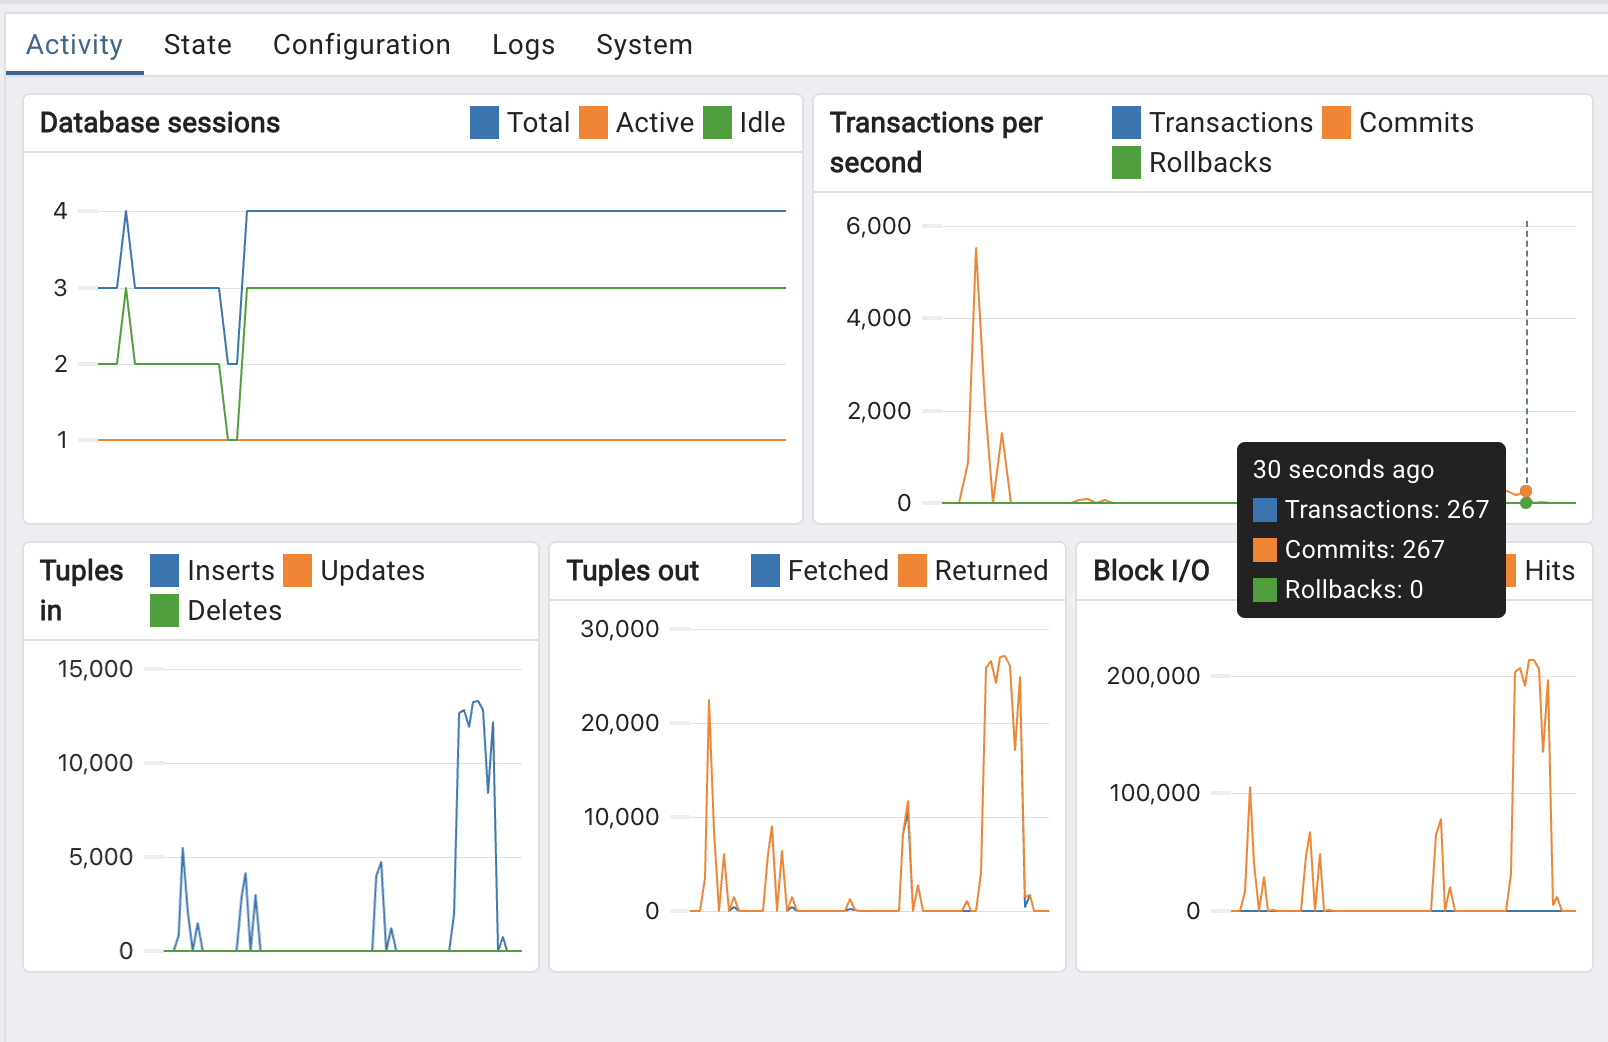 Activity State Configuration Logs System
Database sessions Total Active Idle
4
3
2
1
Transactions per second Transactions Commits
Rollbacks
6,000
4,000
2,000
0
30 seconds ago
Transactions: 267
Commits: 267
Rollbacks: 0
Tuples in Inserts Updates
Deletes
15,000
10,000
5,000
0
Tuples out Fetched Returned
30,000
20,000
10,000
0
Block I/O Hits
200,000
100,000
0